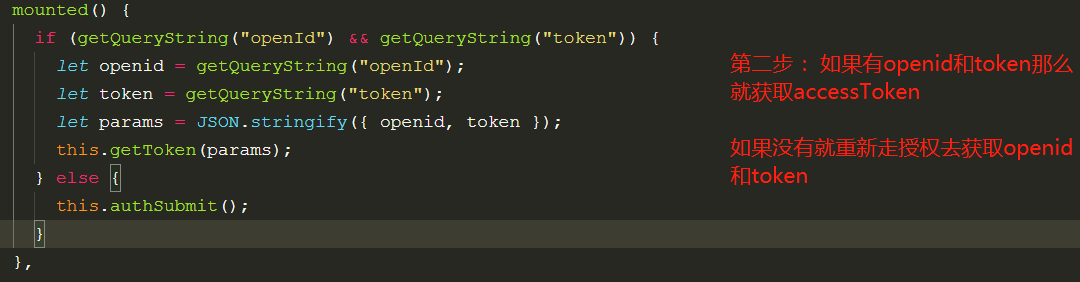 mounted() {
if (getQueryString("openId") && getQueryString("token")) {
let openid = getQueryString("openId");
let token = getQueryString("token");
let params = JSON.stringify({ openid, token });
this.getToken(params);
} else {
this.authSubmit();
}
},
第二步： 如果有openid和token那么
就获取accessToken
如果没有就重新走授权去获取openid
和token